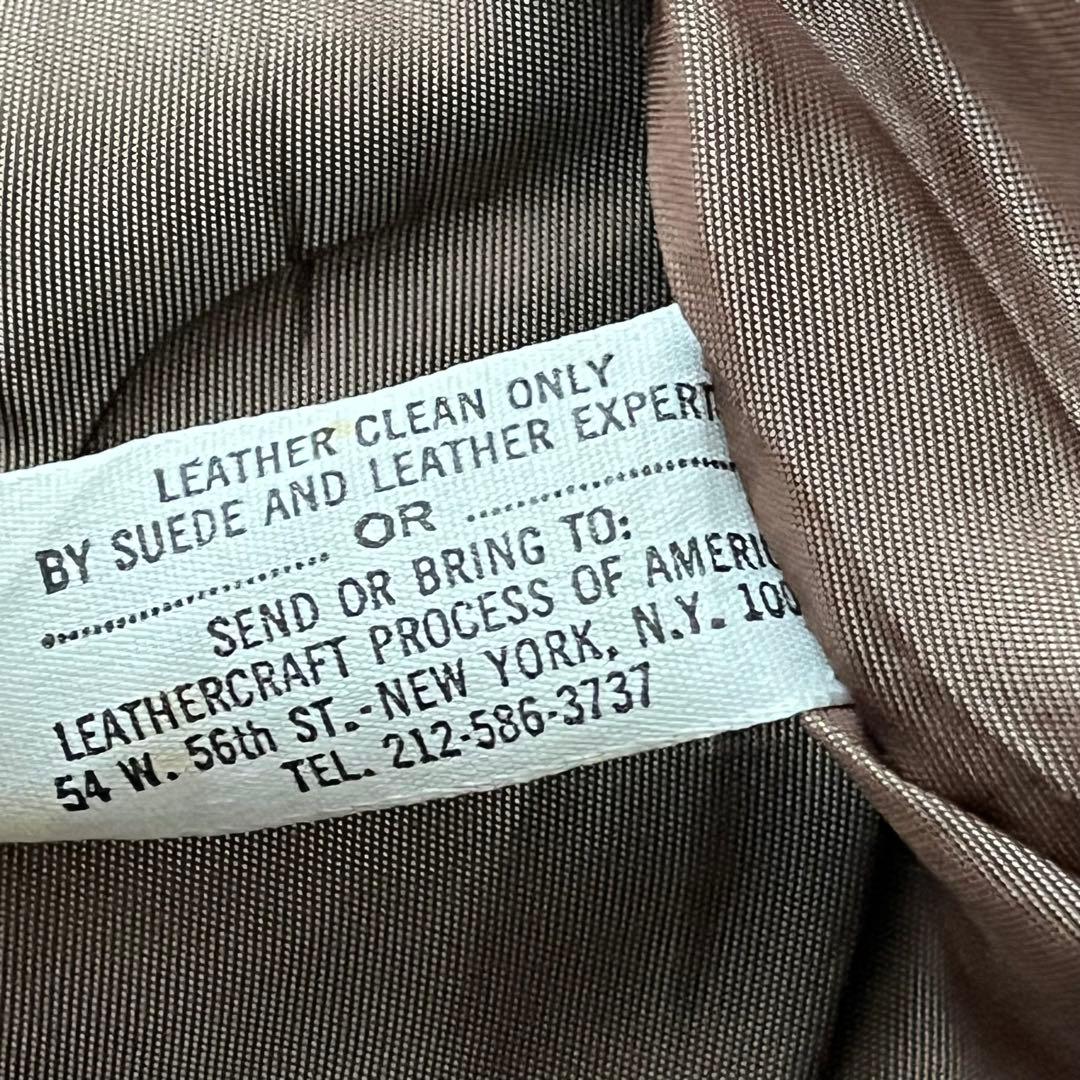 LEATHER CLEAN ONLY
BY SUEDE AND LEATHER EXPERT
OR
SEND OR BRING TO:
LEATHERCRAFT PROCESS OF AMERIC
54 W. 56th ST.-NEW YORK, N.Y. 100
TEL. 212-586-3737